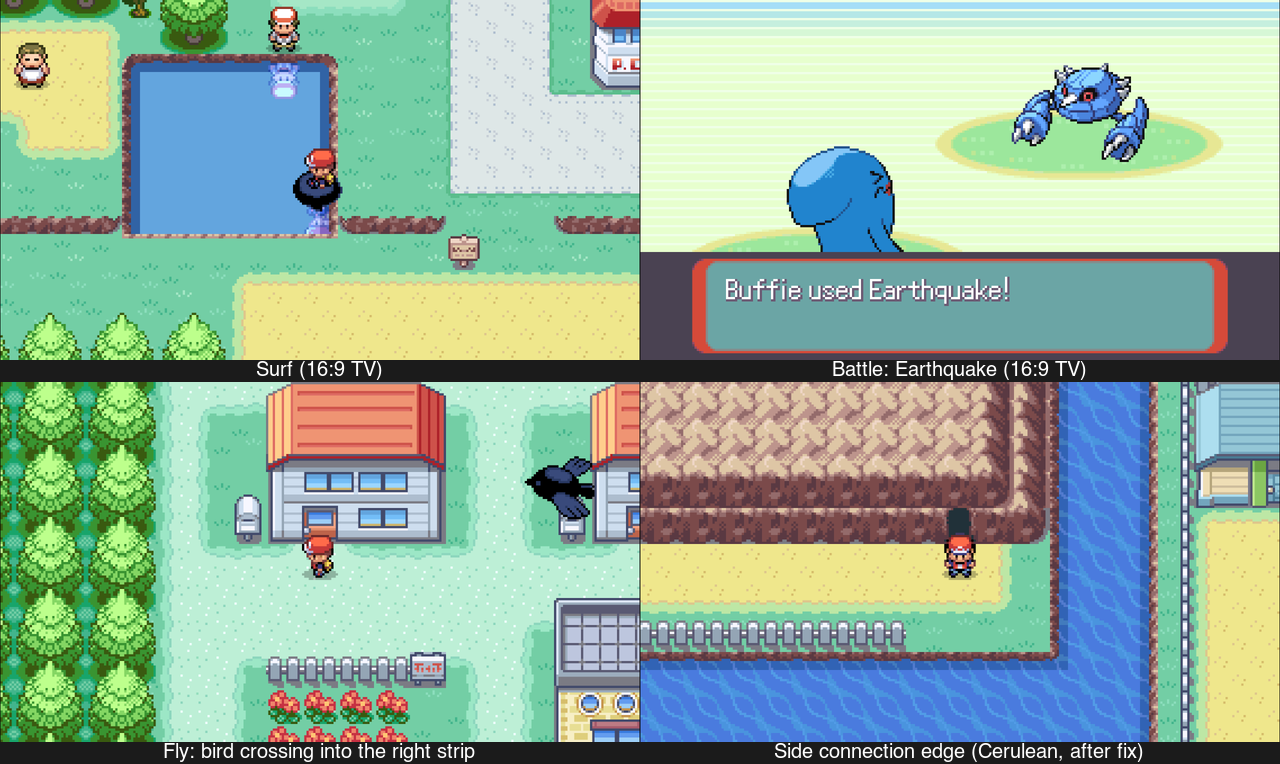 P.C
Buffie used Earthquake!
Surf (16:9 TV)
Battle: Earthquake (16:9 TV)
Fly: bird crossing into the right strip
Side connection edge (Cerulean, after fix)